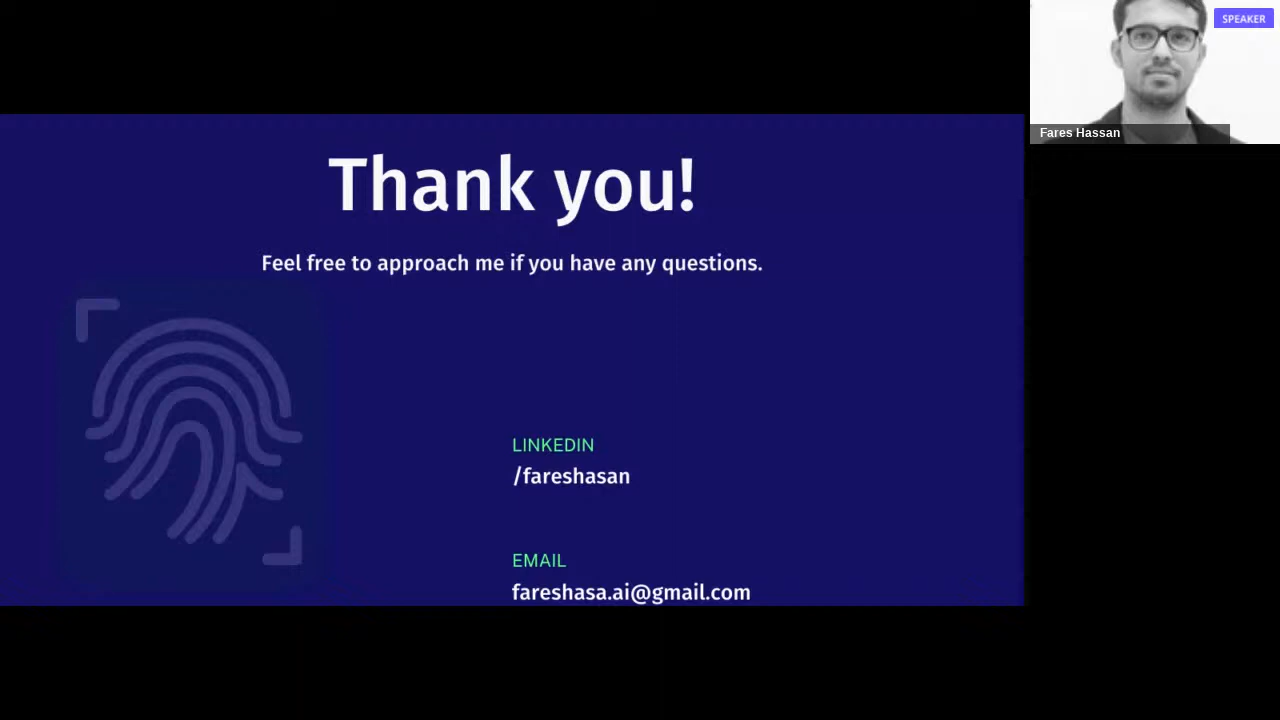 Thank you!
Feel free to approach me if you have any questions.
LINKEDIN
/fareshasan
EMAIL
fareshasa.ai@gmail.com
SPEAKER
Fares Hassan